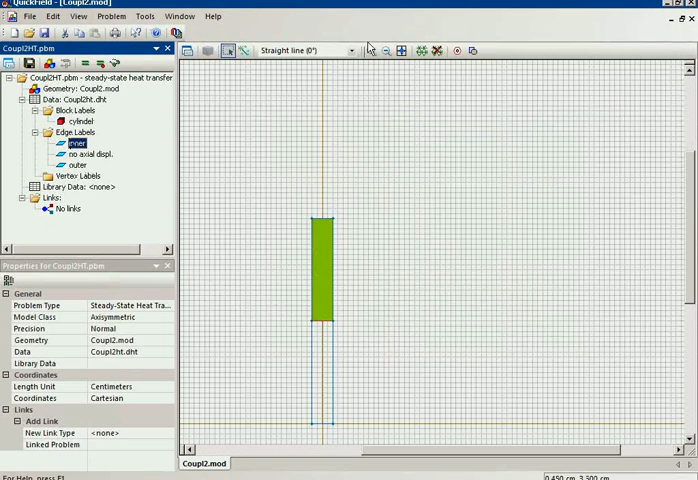 QuickField - [Coupl2.mod]
File Edit View Problem Tools Window Help
Straight line (0°)
Coupl2HT.pbm
Coupl2HT.pbm - steady-state heat transfer
Geometry: Coupl2.mod
Data: Coupl2ht.dht
Block Labels
cylinder
Edge Labels
inner
no axial displ.
outer
Vertex Labels
Library Data: <none>
Links:
No links
Properties for Coupl2HT.pbm
General
Problem Type Steady-State Heat Tra...
Model Class Axisymmetric
Precision Normal
Geometry Coupl2.mod
Data Coupl2ht.dht
Library Data
Coordinates
Length Unit Centimeters
Coordinates Cartesian
Links
Add Link
New Link Type <none>
Linked Problem
Coupl2.mod
For Help, press F1
0.450 cm, 3.500 cm